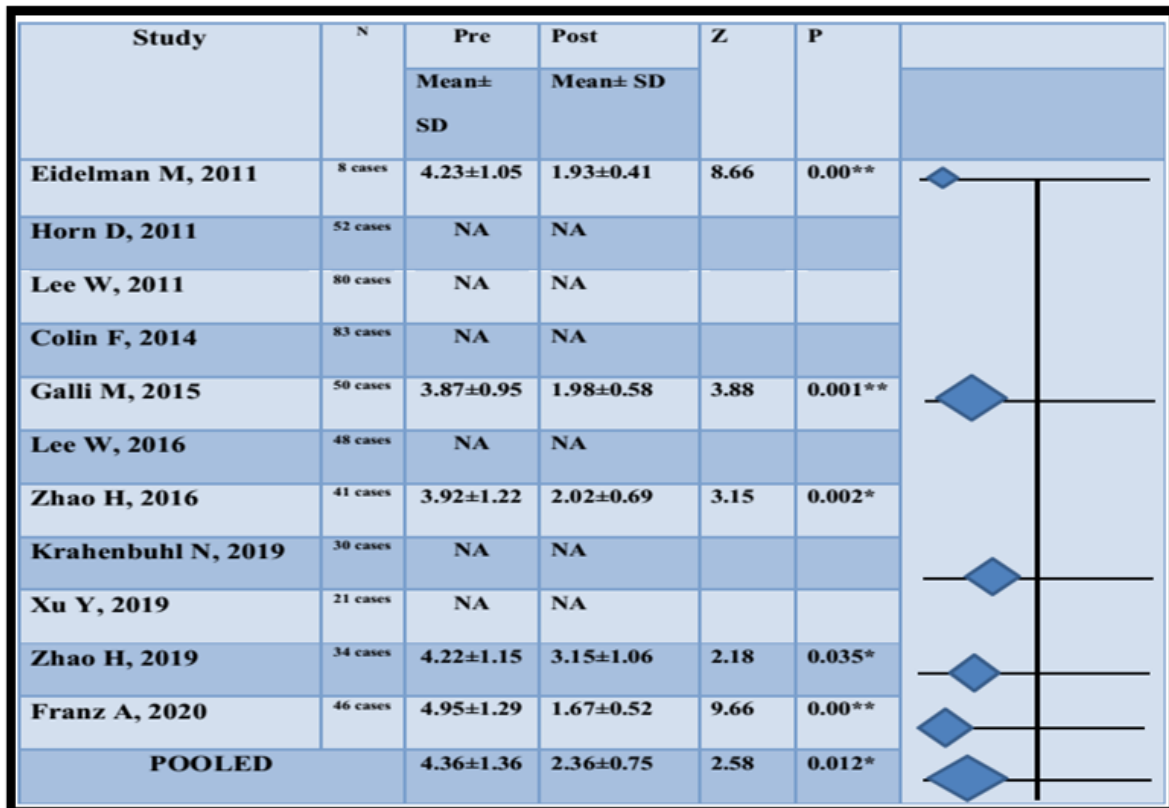 Study N Pre Post Z P
Mean± SD Mean± SD
Eidelman M, 2011 8 cases 4.23±1.05 1.93±0.41 8.66 0.00**
Horn D, 2011 52 cases NA NA
Lee W, 2011 80 cases NA NA
Colin F, 2014 83 cases NA NA
Galli M, 2015 50 cases 3.87±0.95 1.98±0.58 3.88 0.001**
Lee W, 2016 48 cases NA NA
Zhao H, 2016 41 cases 3.92±1.22 2.02±0.69 3.15 0.002*
Krahenbuhl N, 2019 30 cases NA NA
Xu Y, 2019 21 cases NA NA
Zhao H, 2019 34 cases 4.22±1.15 3.15±1.06 2.18 0.035*
Franz A, 2020 46 cases 4.95±1.29 1.67±0.52 9.66 0.00**
POOLED 4.36±1.36 2.36±0.75 2.58 0.012*